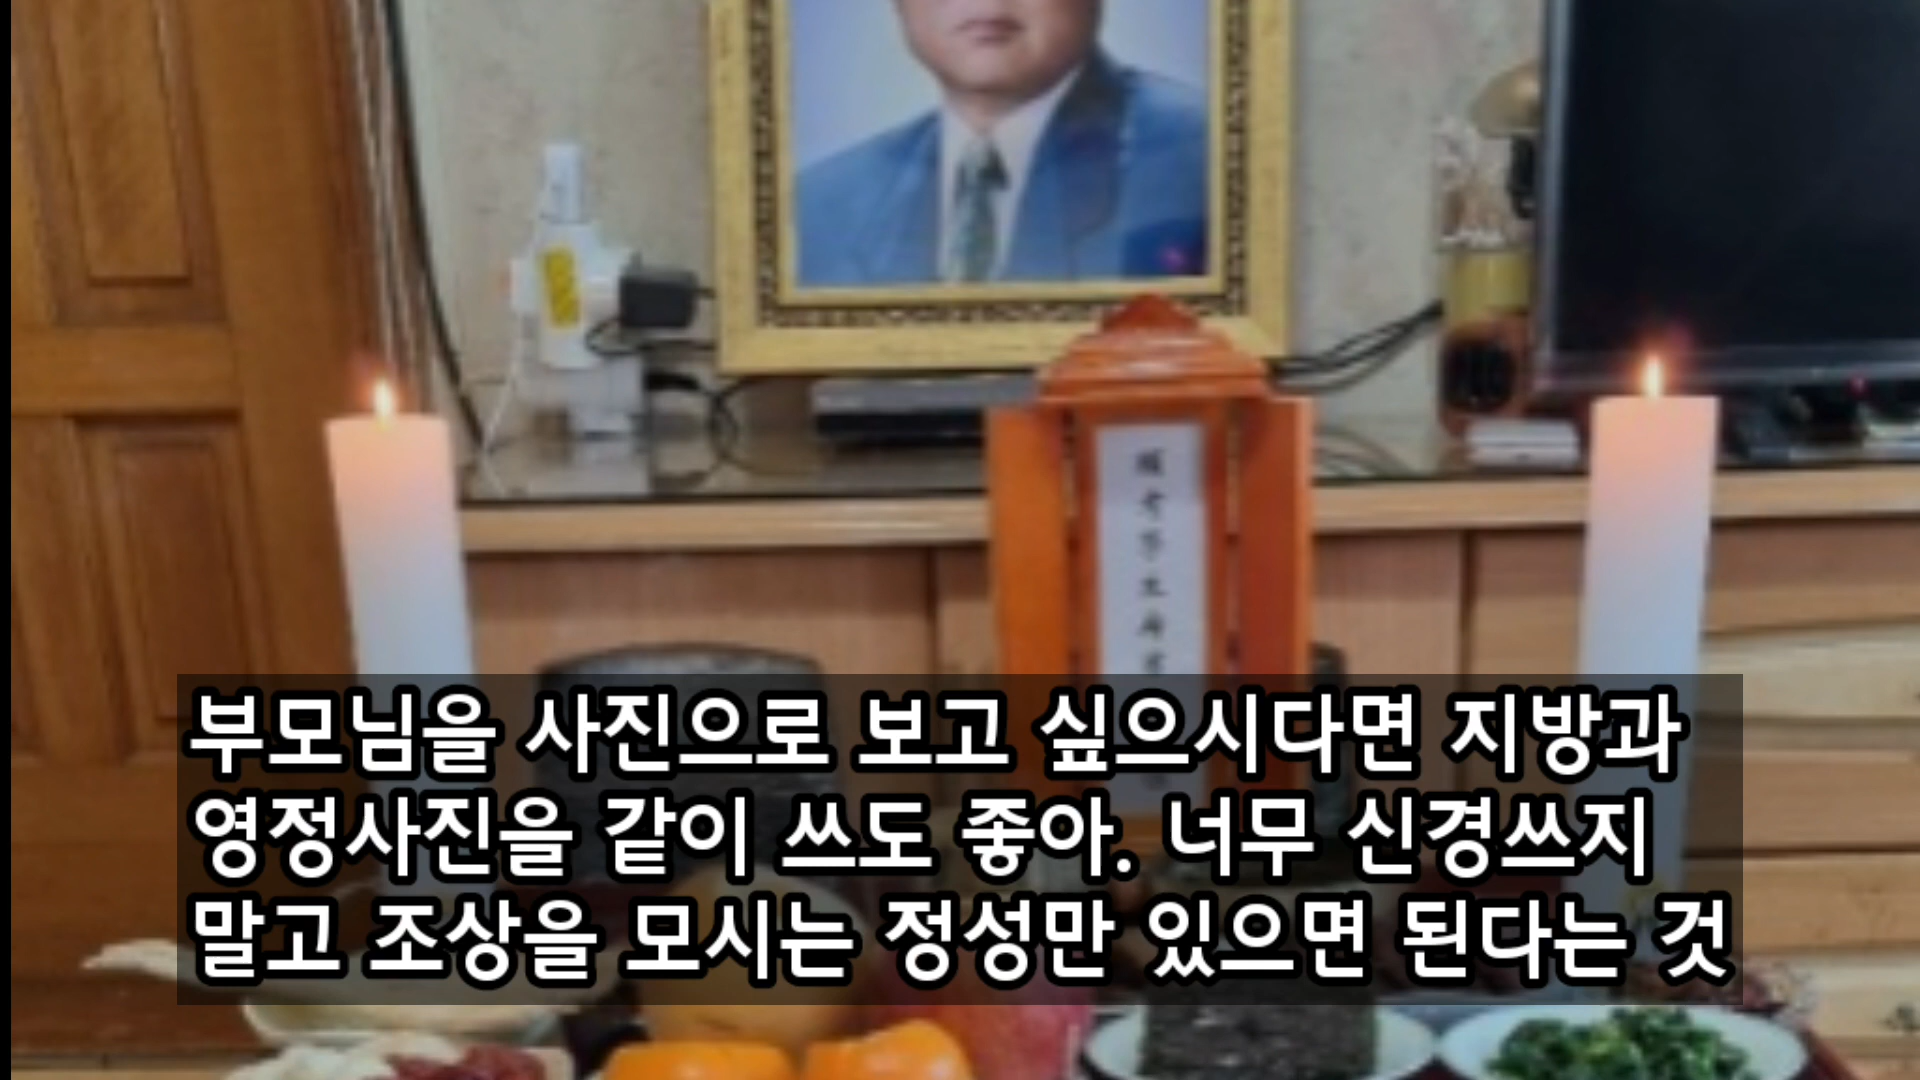 부모님을 사진으로 보고 싶으시다면 지방과
영정사진을 같이 쓰도 좋아. 너무 신경쓰지
말고 조상을 모시는 정성만 있으면 된다는 것